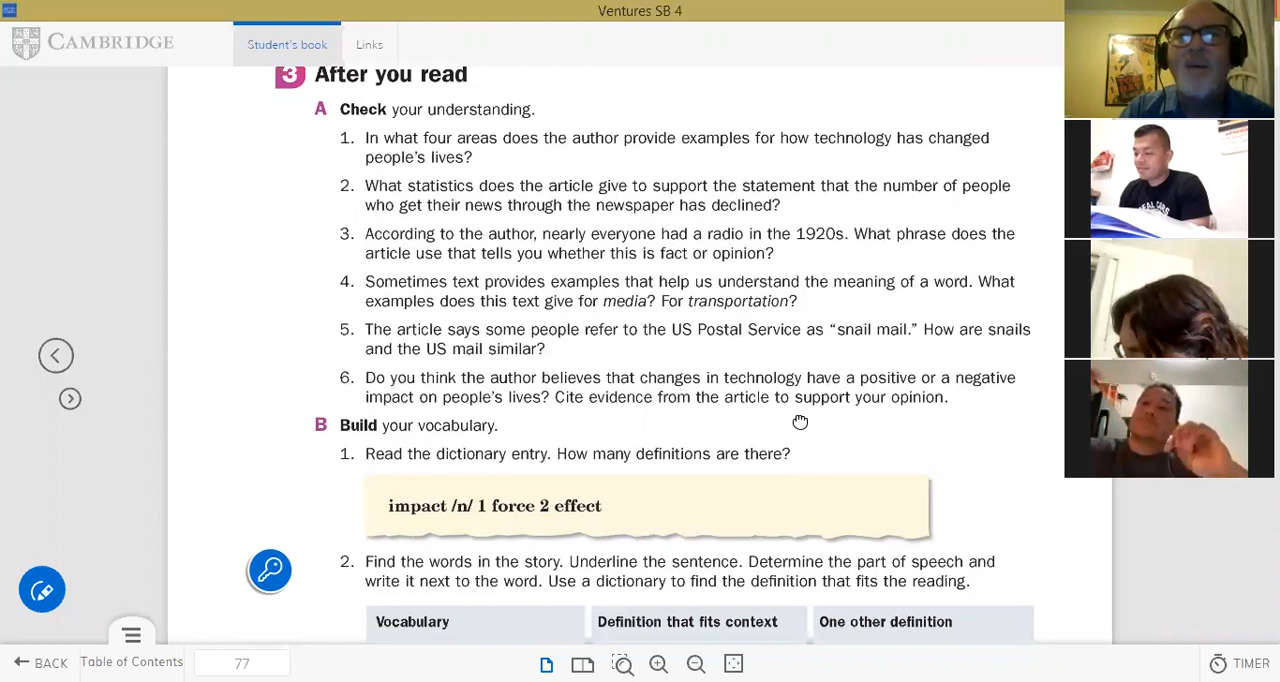 Ventures SB 4
CAMBRIDGE
Student's book
Links
3 After you read
A Check your understanding.
1. In what four areas does the author provide examples for how technology has changed
people's lives?
2. What statistics does the article give to support the statement that the number of people
who get their news through the newspaper has declined?
3. According to the author, nearly everyone had a radio in the 1920s. What phrase does the
article use that tells you whether this is fact or opinion?
4. Sometimes text provides examples that help us understand the meaning of a word. What
examples does this text give for media? For transportation?
5. The article says some people refer to the US Postal Service as “snail mail.” How are snails
and the US mail similar?
6. Do you think the author believes that changes in technology have a positive or a negative
impact on people's lives? Cite evidence from the article to support your opinion.
B Build your vocabulary.
1. Read the dictionary entry. How many definitions are there?
impact /n/ 1 force 2 effect
2. Find the words in the story. Underline the sentence. Determine the part of speech and
write it next to the word. Use a dictionary to find the definition that fits the reading.
Vocabulary
Definition that fits context
One other definition
BACK
Table of Contents
77
TIMER